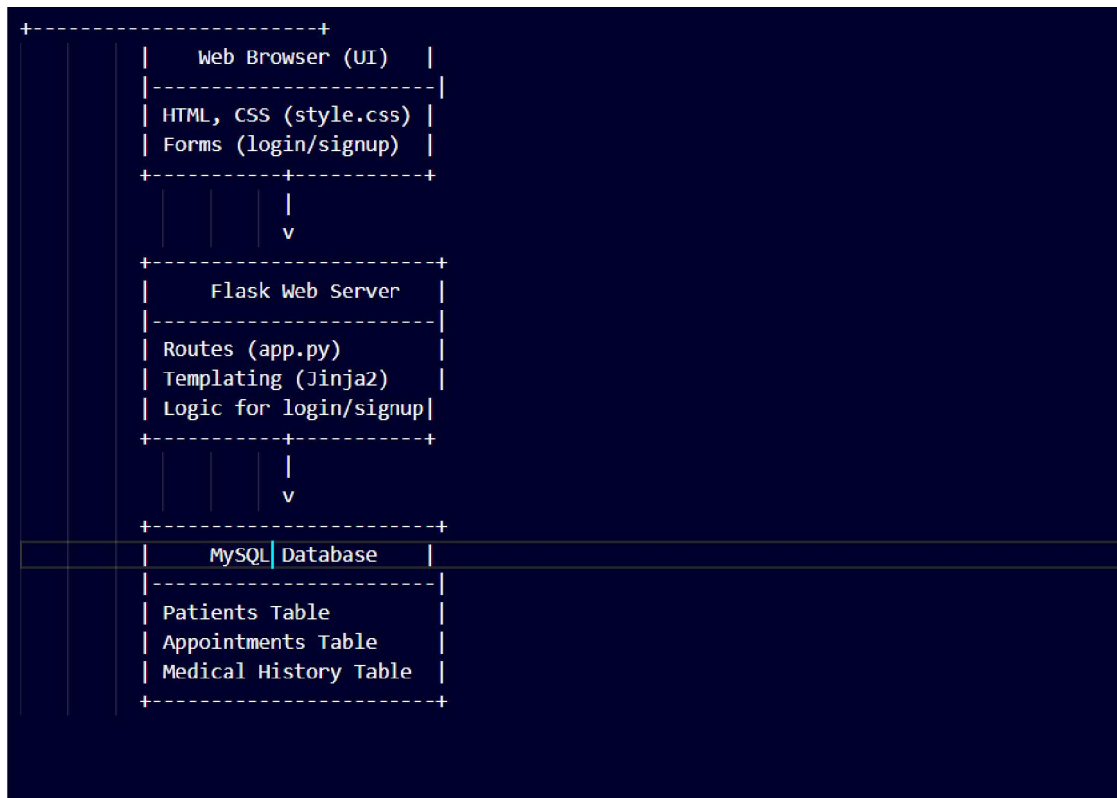 +------------------------+
|    Web Browser (UI)   |
|------------------------|
| HTML, CSS (style.css) |
| Forms (login/signup)  |
+-----------+-----------+
|
v
+------------------------+
|     Flask Web Server   |
|------------------------|
| Routes (app.py)        |
| Templating (Jinja2)    |
| Logic for login/signup|
+-----------+-----------+
|
v
+------------------------+
|     MySQL Database    |
|------------------------|
| Patients Table         |
| Appointments Table     |
| Medical History Table  |
+------------------------+